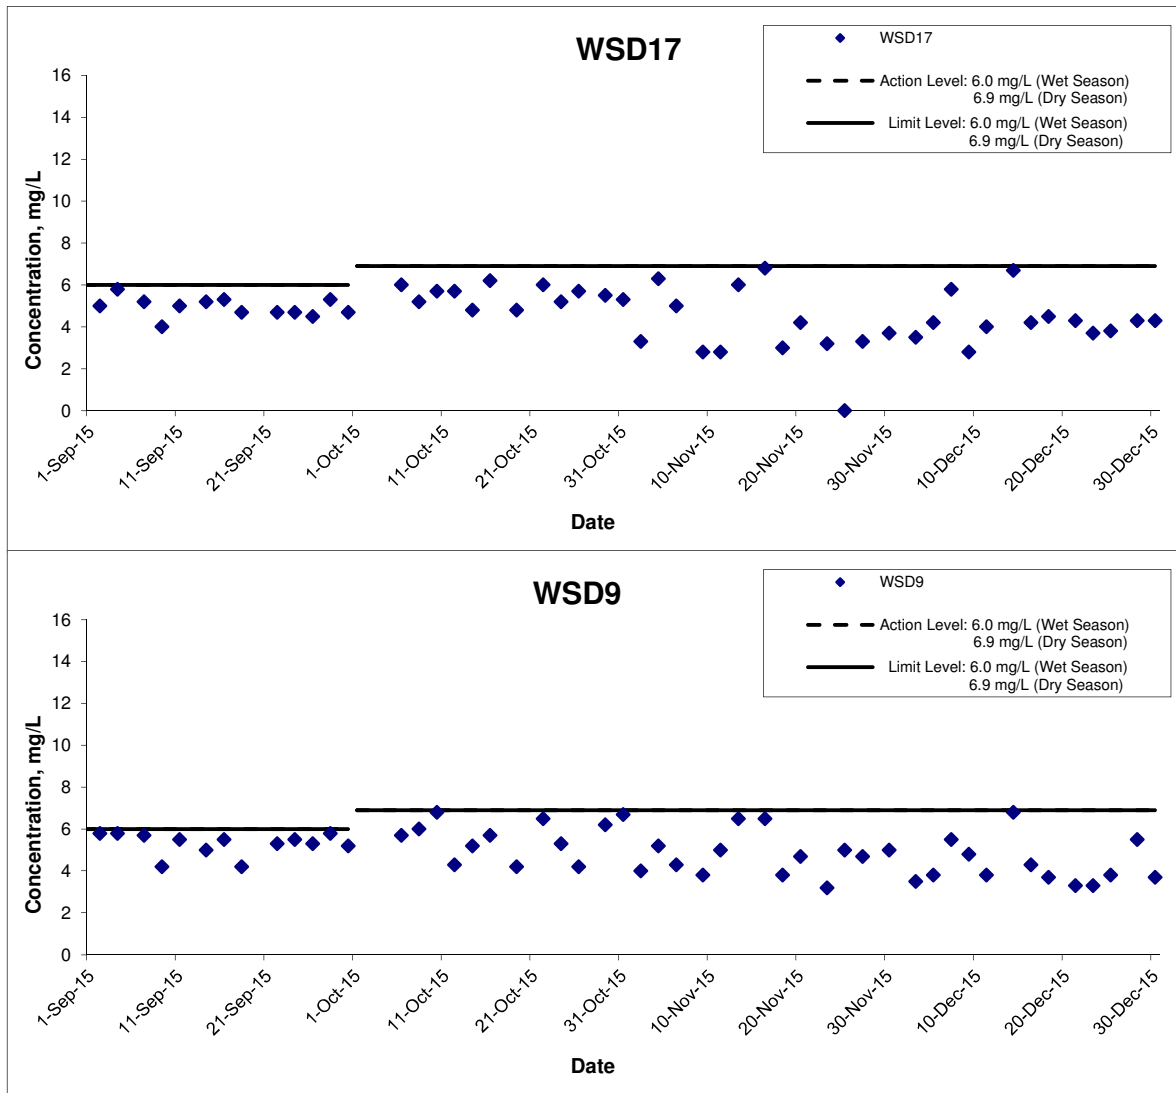 WSD17
WSD17
Action Level: 6.0 mg/L (Wet Season)
6.9 mg/L (Dry Season)
Limit Level: 6.0 mg/L (Wet Season)
6.9 mg/L (Dry Season)
Concentration, mg/L
16
14
12
10
8
6
4
2
0
1-Sep-15
11-Sep-15
21-Sep-15
1-Oct-15
11-Oct-15
21-Oct-15
31-Oct-15
10-Nov-15
20-Nov-15
30-Nov-15
10-Dec-15
20-Dec-15
30-Dec-15
Date
WSD9
WSD9
Action Level: 6.0 mg/L (Wet Season)
6.9 mg/L (Dry Season)
Limit Level: 6.0 mg/L (Wet Season)
6.9 mg/L (Dry Season)
Concentration, mg/L
16
14
12
10
8
6
4
2
0
1-Sep-15
11-Sep-15
21-Sep-15
1-Oct-15
11-Oct-15
21-Oct-15
31-Oct-15
10-Nov-15
20-Nov-15
30-Nov-15
10-Dec-15
20-Dec-15
30-Dec-15
Date